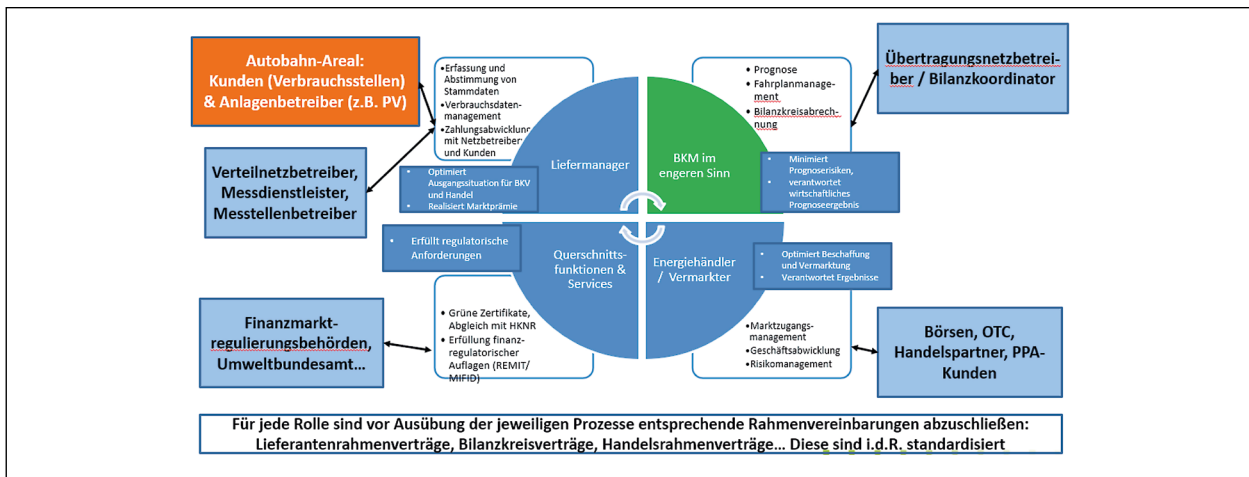 Autobahn-Areal:
Kunden (Verbrauchsstellen)
& Anlagenbetreiber (z.B. PV)
•Erfassung und
Abstimmung von
Stammdaten
•Verbrauchsdaten-
management
•Zahlungsabwicklung
mit Netzbetreiber
und Kunden
• Prognose
• Fahrplanmanage-
ment
• Bilanzkreisabrech-
nung
Übertragungsnetzbetrei-
ber / Bilanzkoordinator
Verteilnetzbetreiber,
Messdienstleister,
Messtellenbetreiber
• Optimiert
Ausgangssituation für BKV
und Handel
• Realisiert Marktprämie
Liefermanager
BKM im
engeren Sinn
• Minimiert
Prognoserisiken,
• verantwortet
wirtschaftliches
Prognoseergebnis
• Erfüllt regulatorische
Anforderungen
Querschnitts-
funktionen &
Services
Energiehändler
/ Vermarkter
• Optimiert Beschaffung
und Vermarktung
• Verantwortet Ergebnisse
Finanzmarkt-
regulierungsbehörden,
Umweltbundesamt...
• Grüne Zertifikate,
Abgleich mit HKNR
• Erfüllung finanz-
regulatorischer
Auflagen (REMIT/
MIFID)
•Marktzugangs-
management
•Geschäftsabwicklung
•Risikomanagement
Börsen, OTC,
Handelspartner, PPA-
Kunden
Für jede Rolle sind vor Ausübung der jeweiligen Prozesse entsprechende Rahmenvereinbarungen abzuschließen:
Lieferantenrahmenverträge, Bilanzkreisverträge, Handelsrahmenverträge... Diese sind i.d.R. standardisiert